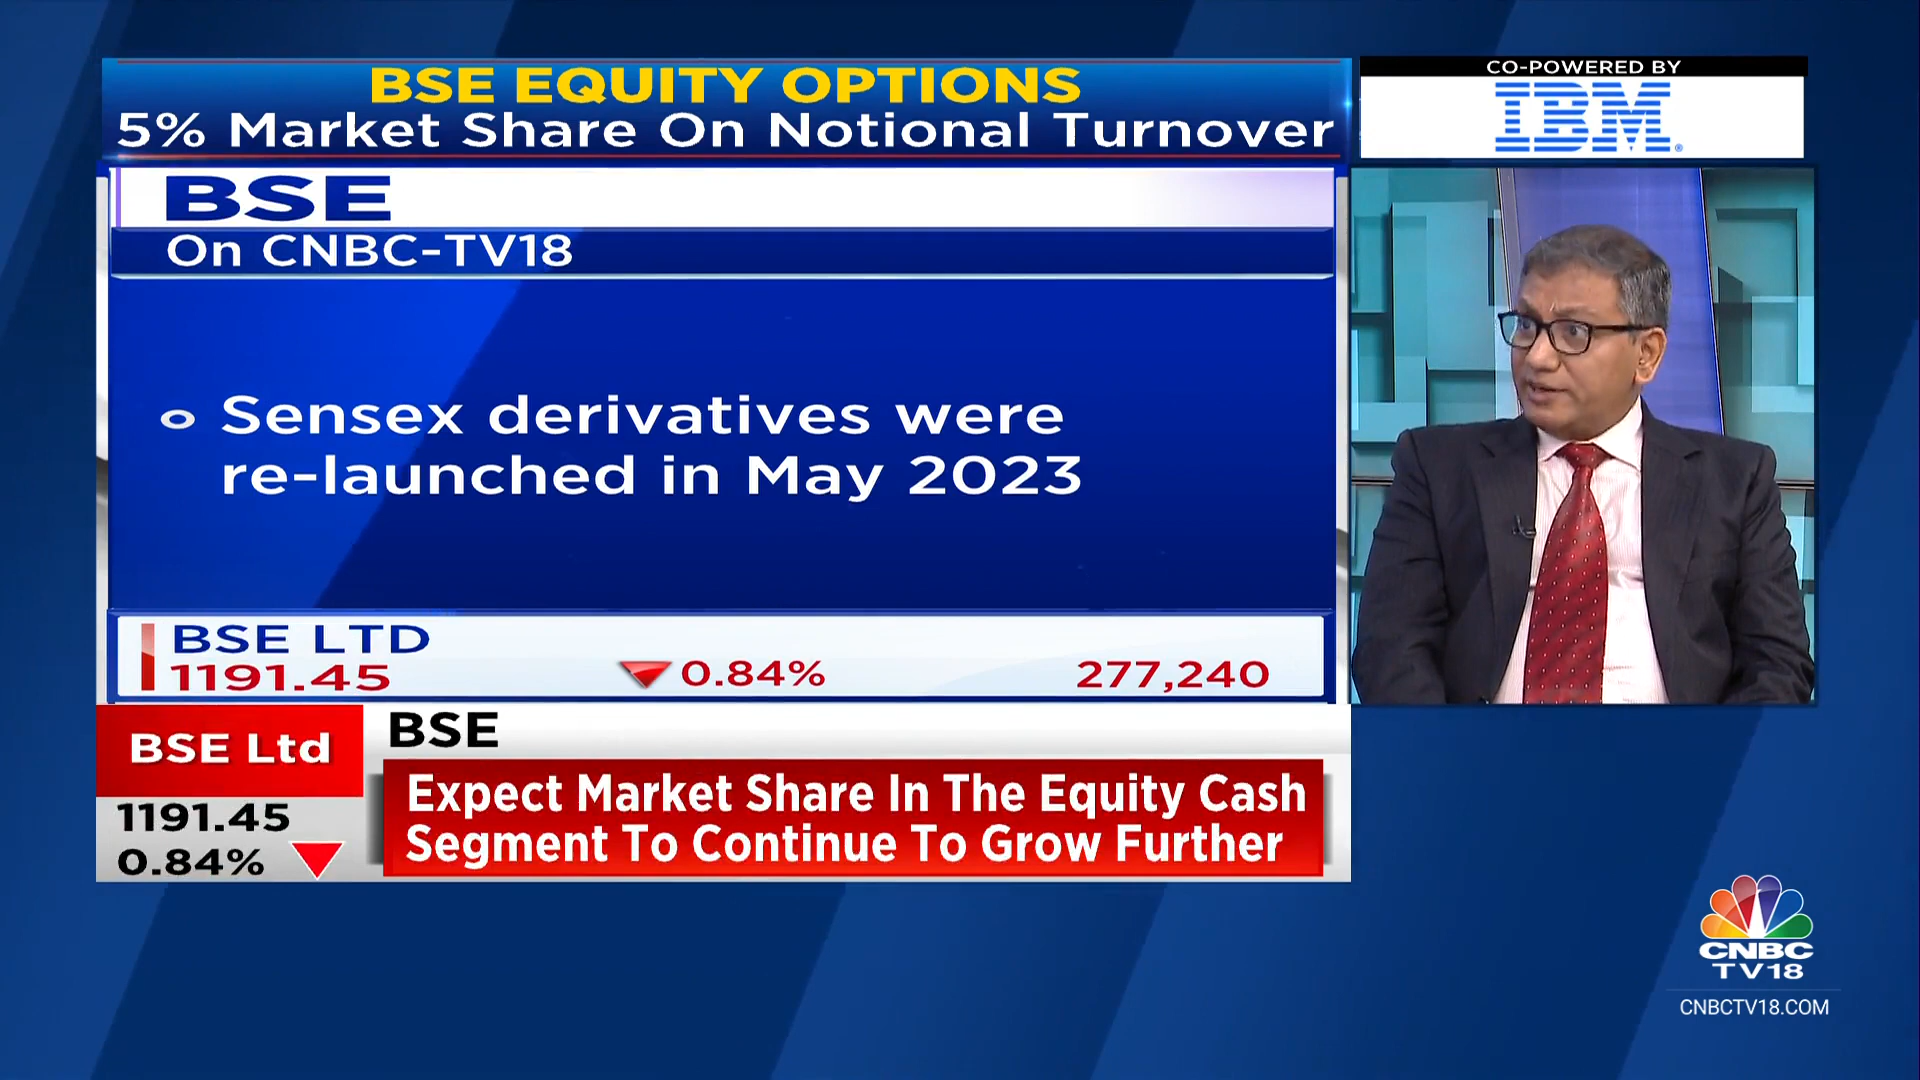 BSE EQUITY OPTIONS
5% Market Share On Notional Turnover
CO-POWERED BY
IBM®
BSE
On CNBC-TV18
Sensex derivatives were
re-launched in May 2023
BSE LTD
1191.45 0.84% 277,240
BSE Ltd
1191.45
0.84%
BSE
Expect Market Share In The Equity Cash
Segment To Continue To Grow Further
CNBC
TV18
CNBCTV18.COM